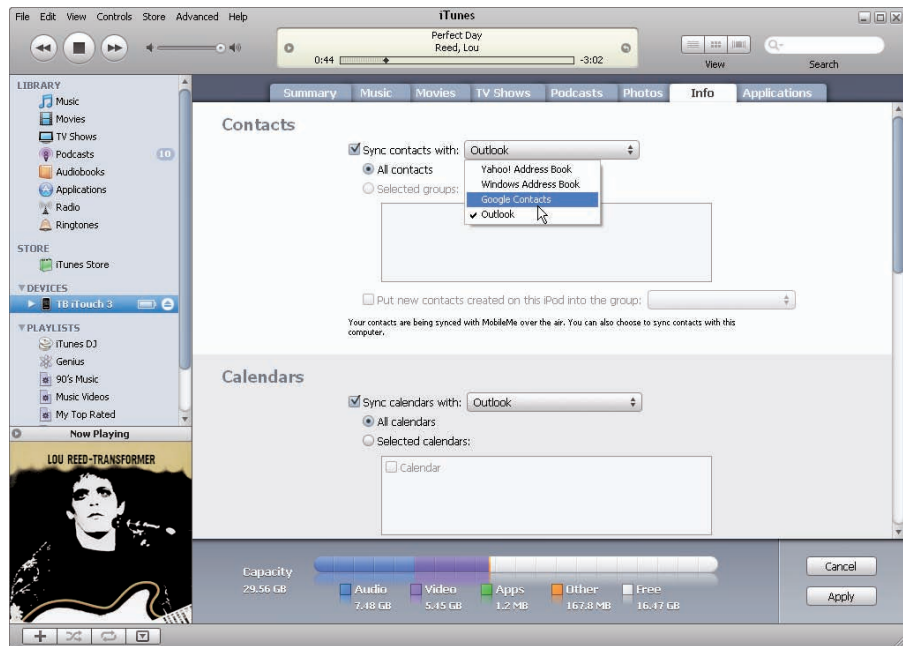 File Edit View Controls Store Advanced Help
iTunes
Perfect Day
Reed, Lou
0:44
-3:02
View
Search
LIBRARY
Music
Movies
TV Shows
Podcasts 10
Audiobooks
Applications
Radio
Ringtones
STORE
iTunes Store
DEVICES
TB iTouch 3
PLAYLISTS
iTunes DJ
Genius
90's Music
Music Videos
My Top Rated
Now Playing
LOU REED-TRANSFORMER
Summary Music Movies TV Shows Podcasts Photos Info Applications
Contacts
Sync contacts with: Outlook
All contacts
Selected groups:
Yahoo! Address Book
Windows Address Book
Google Contacts
Outlook
Put new contacts created on this iPod into the group:
Your contacts are being synced with MobileMe over the air. You can also choose to sync contacts with this
computer.
Calendars
Sync calendars with: Outlook
All calendars
Selected calendars:
Calendar
Capacity
29.56 GB
Audio
7.48 GB
Video
5.45 GB
Apps
1.2 MB
Other
167.8 MB
Free
16.47 GB
Cancel
Apply